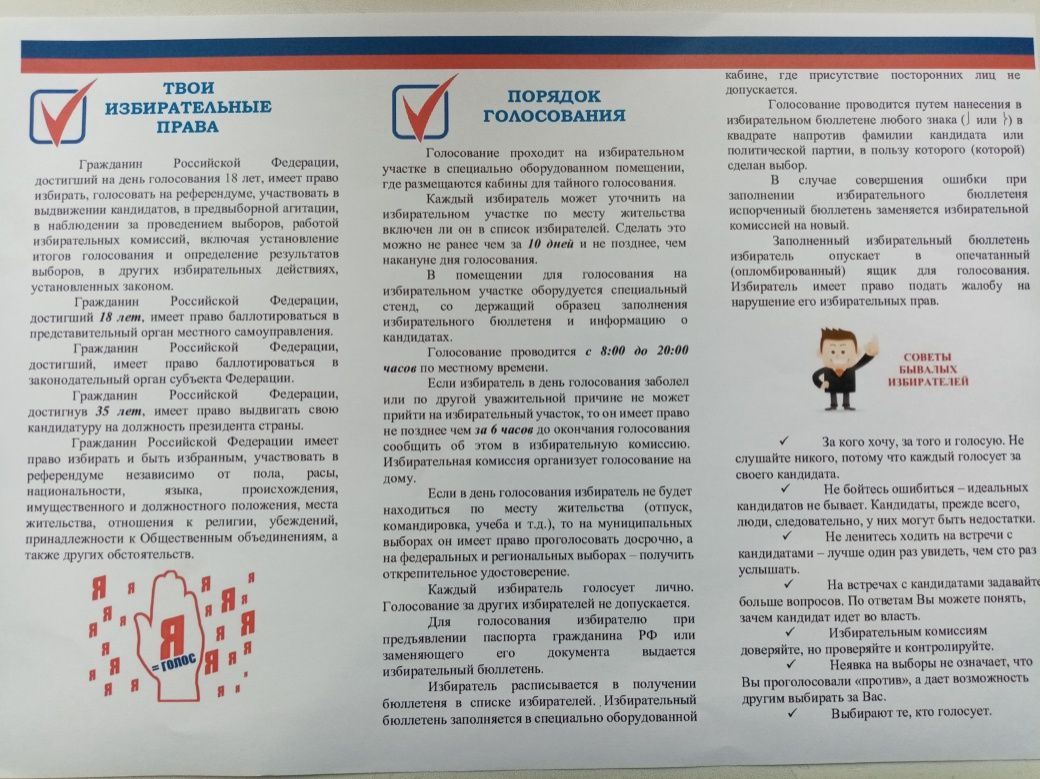 ТВОИ
ИЗБИРАТЕЛЬНЫЕ
ПРАВА
Гражданин Российской Федерации,
достигший на день голосования 18 лет, имеет право
избирать, голосовать на референдуме, участвовать в
выдвижении кандидатов, в предвыборной агитации,
в наблюдении за проведением выборов, работой
избирательных комиссий, включая установление
итогов голосования и определение результатов
выборов, в других избирательных действиях,
установленных законом.
Гражданин Российской Федерации,
достигший 18 лет, имеет право баллотироваться в
представительный орган местного самоуправления.
Гражданин Российской Федерации,
достигший, имеет право баллотироваться в
законодательный орган субъекта Федерации.
Гражданин Российской Федерации,
достигнув 35 лет, имеет право выдвигать свою
кандидатуру на должность президента страны.
Гражданин Российской Федерации имеет
право избирать и быть избранным, участвовать в
референдуме независимо от пола, расы,
национальности, языка, происхождения,
имущественного и должностного положения, места
жительства, отношения к религии, убеждений,
принадлежности к Общественным объединениям, а
также других обстоятельств.
Я
= ГОЛОС
ПОРЯДОК
ГОЛОСОВАНИЯ
Голосование проходит на избирательном
участке в специально оборудованном помещении,
где размещаются кабины для тайного голосования.
Каждый избиратель может уточнить на
избирательном участке по месту жительства
включен ли он в список избирателей. Сделать это
можно не ранее чем за 10 дней и не позднее, чем
накануне дня голосования.
В помещении для голосования на
избирательном участке оборудуется специальный
стенд, со держащий образец заполнения
избирательного бюллетеня и информацию о
кандидатах.
Голосование проводится с 8:00 до 20:00
часов по местному времени.
Если избиратель в день голосования заболел
или по другой уважительной причине не может
прийти на избирательный участок, то он имеет право
не позднее чем за 6 часов до окончания голосования
сообщить об этом в избирательную комиссию.
Избирательная комиссия организует голосование на
дому.
Если в день голосования избиратель не будет
находиться по месту жительства (отпуск,
командировка, учеба и т.д.), то на муниципальных
выборах он имеет право проголосовать досрочно, а
на федеральных и региональных выборах – получить
открепительное удостоверение.
Каждый избиратель голосует лично.
Голосование за других избирателей не допускается.
Для голосования избирателю при
предъявлении паспорта гражданина РФ или
заменяющего его документа выдается
избирательный бюллетень.
Избиратель расписывается в получении
бюллетеня в списке избирателей. Избирательный
бюллетень заполняется в специально оборудованной
кабине, где присутствие посторонних лиц не
допускается.
Голосование проводится путем нанесения в
избирательном бюллетене любого знака (⌡ или ⌠) в
квадрате напротив фамилии кандидата или
политической партии, в пользу которого (которой)
сделан выбор.
В случае совершения ошибки при
заполнении избирательного бюллетеня
испорченный бюллетень заменяется избирательной
комиссией на новый.
Заполненный избирательный бюллетень
избиратель опускает в опечатанный
(опломбированный) ящик для голосования.
Избиратель имеет право подать жалобу на
нарушение его избирательных прав.
СОВЕТЫ
БЫВАЛЫХ
ИЗБИРАТЕЛЕЙ
✓ За кого хочу, за того и голосую. Не
слушайте никого, потому что каждый голосует за
своего кандидата.
✓ Не бойтесь ошибиться – идеальных
кандидатов не бывает. Кандидаты, прежде всего,
люди, следовательно, у них могут быть недостатки.
✓ Не ленитесь ходить на встречи с
кандидатами – лучше один раз увидеть, чем сто раз
услышать.
✓ На встречах с кандидатами задавайте
больше вопросов. По ответам Вы можете понять,
зачем кандидат идет во власть.
✓ Избирательным комиссиям
доверяйте, но проверяйте и контролируйте.
✓ Неявка на выборы не означает, что
Вы проголосовали «против», а дает возможность
другим выбирать за Вас.
✓ Выбирают те, кто голосует.